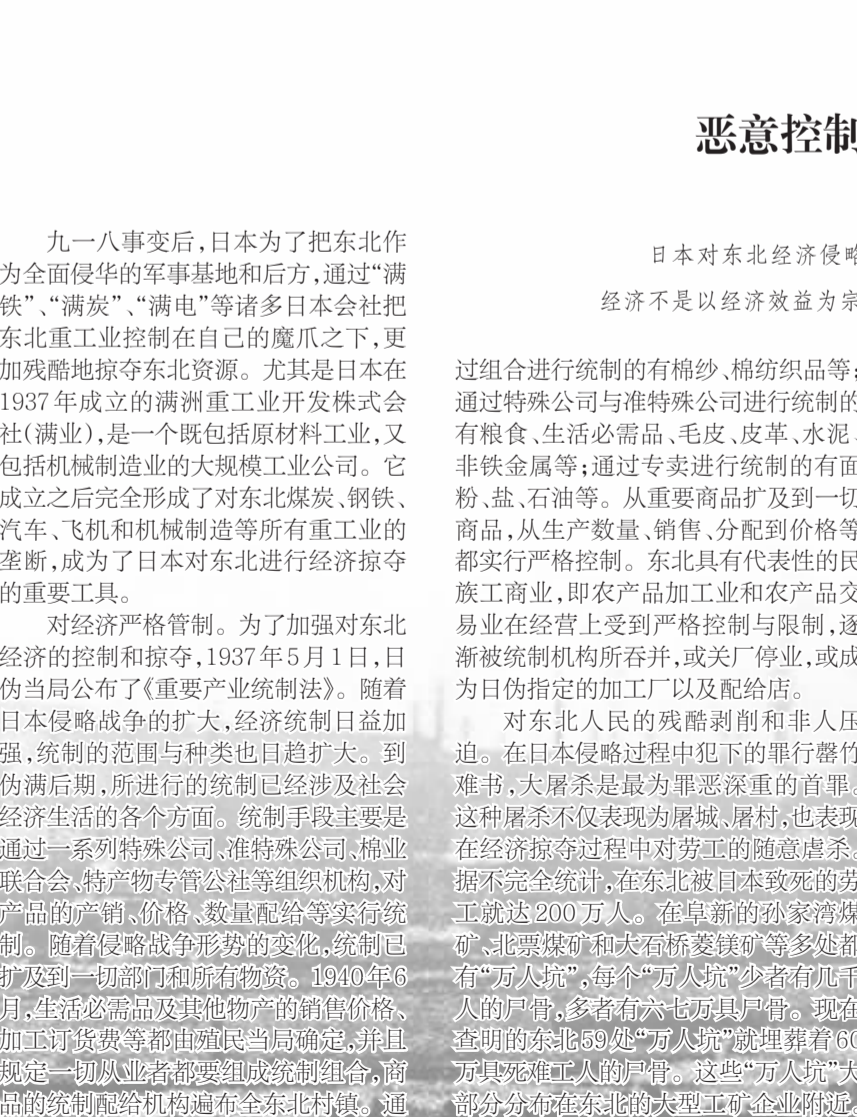 恶意控制
九一八事变后，日本为了把东北作
为全面侵华的军事基地和后方，通过“满
铁”、“满炭”、“满电”等诸多日本会社把
东北重工业控制在自己的魔爪之下，更
加残酷地掠夺东北资源。尤其是日本在
1937年成立的满洲重工业开发株式会
社（满业），是一个既包括原材料工业，又
包括机械制造业的大规模工业公司。它
成立之后完全形成了对东北煤炭、钢铁、
汽车、飞机和机械制造等所有重工业的
垄断，成为了日本对东北进行经济掠夺
的重要工具。
对经济严格管制。为了加强对东北
经济的控制和掠夺，1937年5月1日，日
伪当局公布了《重要产业统制法》。随着
日本侵略战争的扩大，经济统制日益加
强，统制的范围与种类也日趋扩大。到
伪满后期，所进行的统制已经涉及社会
经济生活的各个方面。统制手段主要是
通过一系列特殊公司、准特殊公司、棉业
联合会、特产物专管公社等组织机构，对
产品的产销、价格、数量配给等实行统
制。随着侵略战争形势的变化，统制已
扩及到一切部门和所有物资。1940年6
月，生活必需品及其他物产的销售价格、
加工订货费等都由殖民当局确定，并且
规定一切从业者都要组成统制组合，商
品的统制配给机构遍布全东北村镇。通
日本对东北经济侵略
经济不是以经济效益为宗
过组合进行统制的有棉纱、棉纺织品等；
通过特殊公司与准特殊公司进行统制的
有粮食、生活必需品、毛皮、皮革、水泥、
非铁金属等；通过专卖进行统制的有面
粉、盐、石油等。从重要商品扩及到一切
商品，从生产数量、销售、分配到价格等
都实行严格控制。东北具有代表性的民
族工商业，即农产品加工业和农产品交
易业在经营上受到严格控制与限制，逐
渐被统制机构所吞并，或关厂停业，或成
为日伪指定的加工厂以及配给店。
对东北人民的残酷剥削和非人压
迫。在日本侵略过程中犯下的罪行罄竹
难书，大屠杀是最为罪恶深重的首罪。
这种屠杀不仅表现为屠城、屠村，也表现
在经济掠夺过程中对劳工的随意虐杀。
据不完全统计，在东北被日本致死的劳
工就达200万人。在阜新的孙家湾煤
矿、北票煤矿和大石桥菱镁矿等多处都
有“万人坑”，每个“万人坑”少者有几千
人的尸骨，多者有六七万具尸骨。现在
查明的东北59处“万人坑”就埋葬着60
万具死难工人的尸骨。这些“万人坑”大
部分分布在东北的大型工矿企业附近，